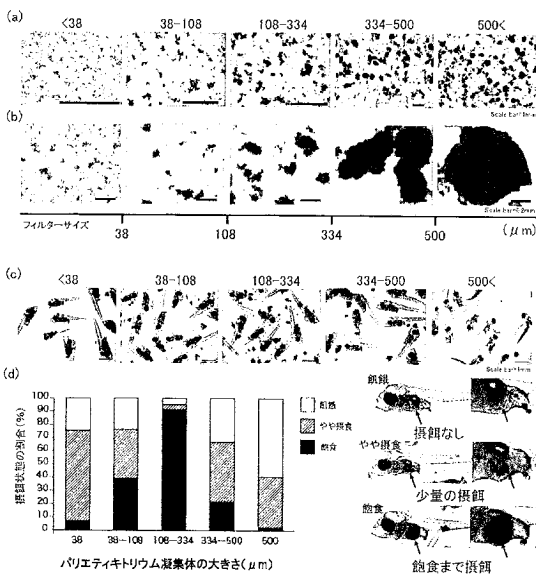 (a)
<38 38-108 108-334 334-500 500<
Scale bar=1mm
(b)
Scale bar=0.2mm
フィルターサイズ
38 108 334 500 (μm)
(c)
<38 38-108 108-334 334-500 500<
Scale bar=1mm
(d)
摂餌状態の割合(%)
100
90
80
70
60
50
40
30
20
10
0
38 38-108 108-334 334-500 500
パリエティキトリウム凝集体の大きさ(μm)
飢餓
やや摂食
飽食
飢餓
摂餌なし
やや摂食
少量の摂餌
飽食
飽食まで摂餌